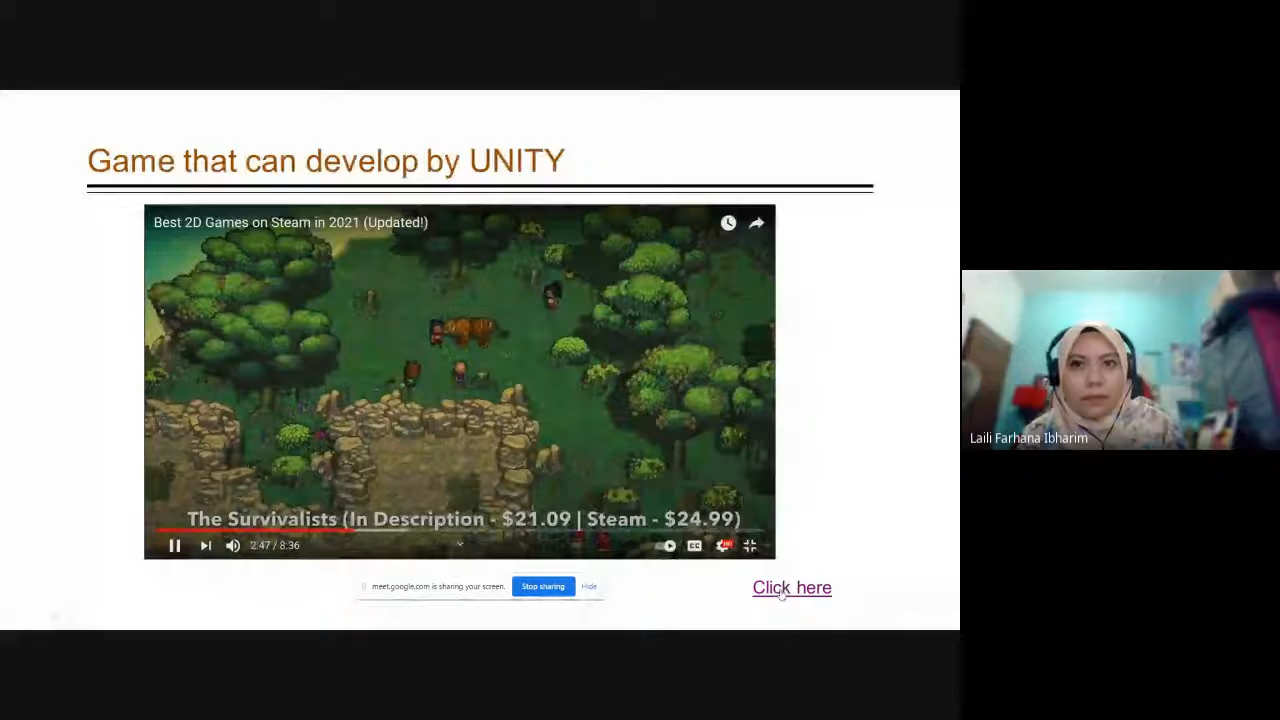 Game that can develop by UNITY
Best 2D Games on Steam in 2021 (Updated!)
The Survivalists (In Description - $21.09 | Steam - $24.99)
2:47 / 8:36
CC
HD
meet.google.com is sharing your screen.
Stop sharing
Hide
Click here
Laili Farhana Ibharim